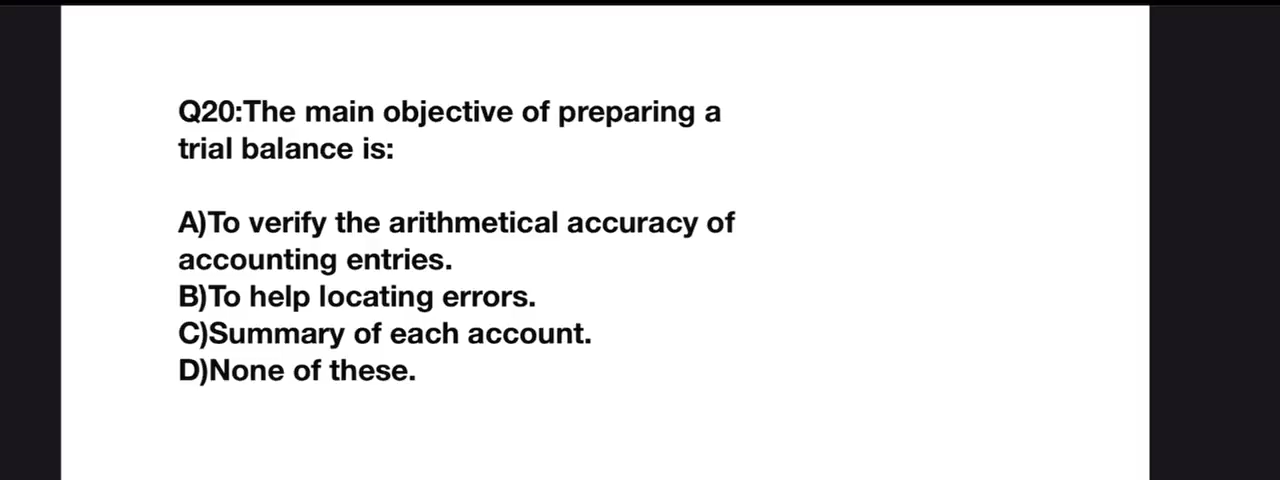 Q20:The main objective of preparing a
trial balance is:
A)To verify the arithmetical accuracy of
accounting entries.
B)To help locating errors.
C)Summary of each account.
D)None of these.